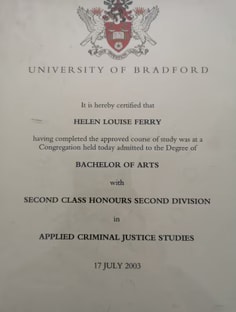 UNIVERSITY OF BRADFORD
It is hereby certified that
HELEN LOUISE FERRY
having completed the approved course of study was at a
Congregation held today admitted to the Degree of
BACHELOR OF ARTS
with
SECOND CLASS HONOURS SECOND DIVISION
in
APPLIED CRIMINAL JUSTICE STUDIES
17 JULY 2003